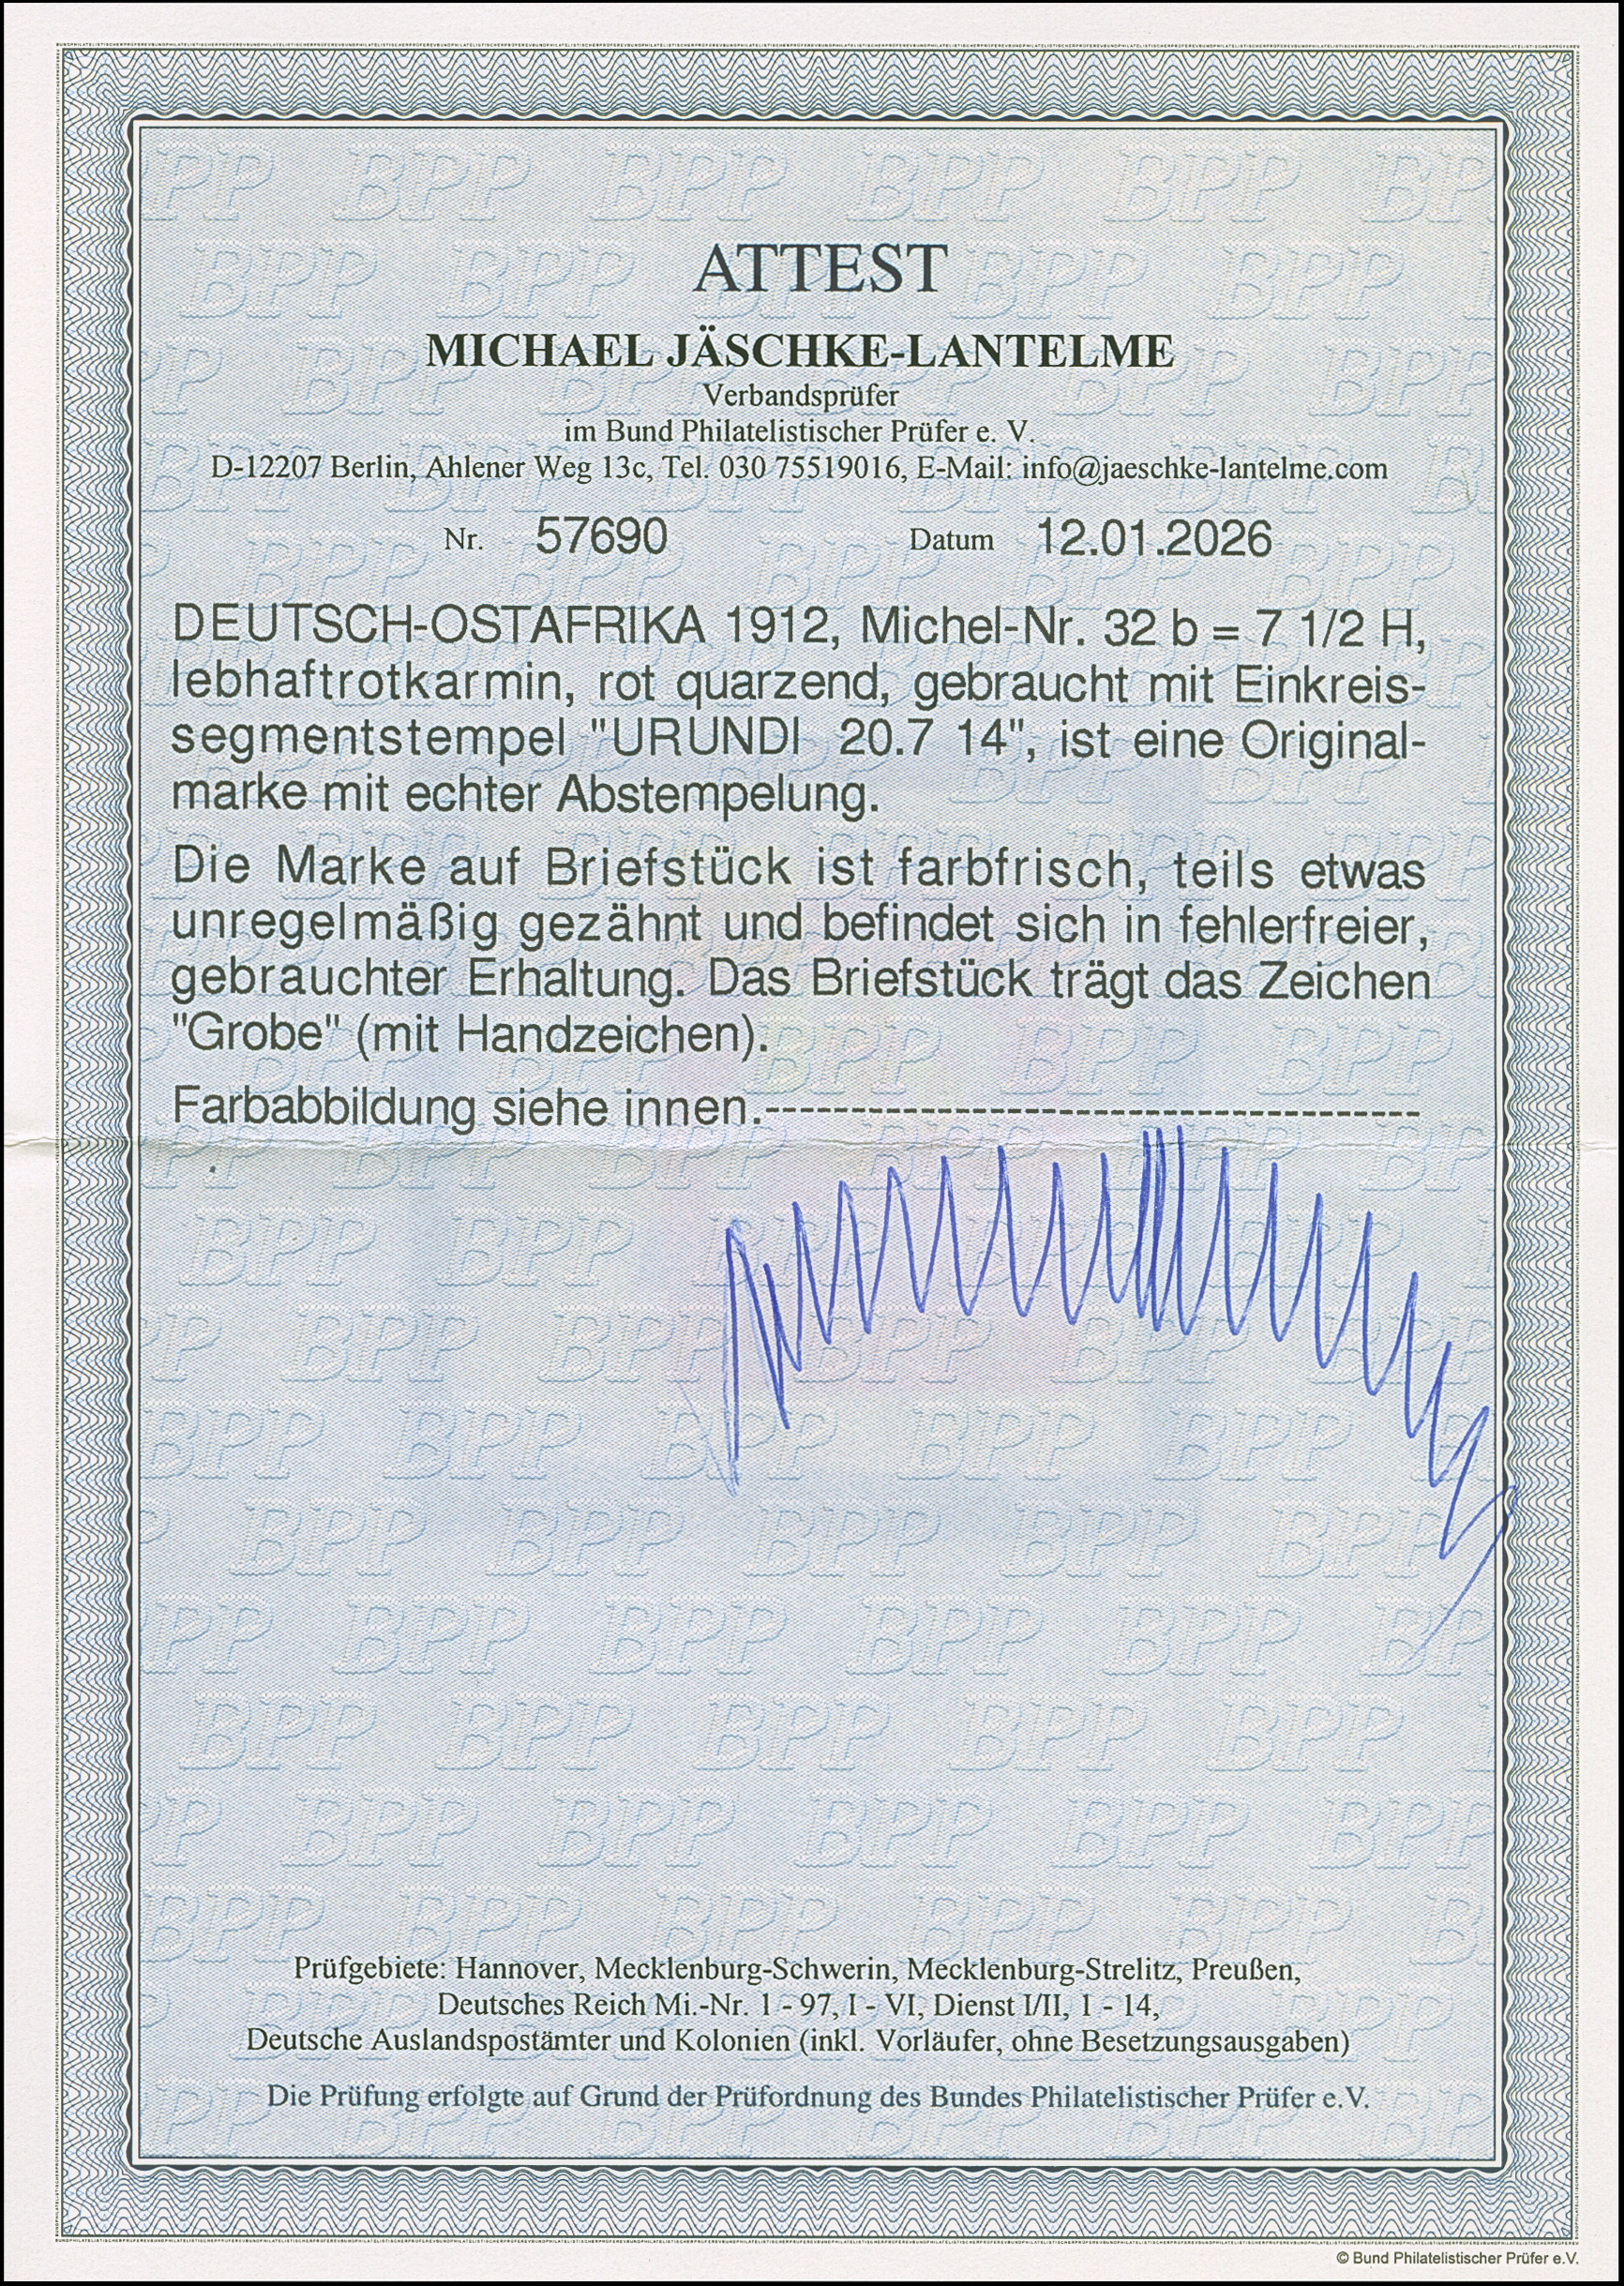 ATTEST
MICHAEL JÄSCHKE-LANTELME
Verbandsprüfer
im Bund Philatelistischer Prüfer e. V.
D-12207 Berlin, Ahlener Weg 13c, Tel. 030 75519016, E-Mail: info@jaeschke-lantelme.com
Nr. 57690 Datum 12.01.2026
DEUTSCH-OSTAFRIKA 1912, Michel-Nr. 32 b = 7 1/2 H,
lebhaftrotkarmin, rot quarzend, gebraucht mit Einkreis-
segmentstempel "URUNDI 20.7 14", ist eine Original-
marke mit echter Abstempelung.
Die Marke auf Briefstück ist farbfrisch, teils etwas
unregelmäßig gezähnt und befindet sich in fehlerfreier,
gebrauchter Erhaltung. Das Briefstück trägt das Zeichen
"Grobe" (mit Handzeichen).
Farbabbildung siehe innen.--------------------------------------
Prüfgebiete: Hannover, Mecklenburg-Schwerin, Mecklenburg-Strelitz, Preußen,
Deutsches Reich Mi.-Nr. 1 - 97, I - VI, Dienst I/II, 1 - 14,
Deutsche Auslandspostämter und Kolonien (inkl. Vorläufer, ohne Besetzungsausgaben)
Die Prüfung erfolgte auf Grund der Prüfordnung des Bundes Philatelistischer Prüfer e.V.
© Bund Philatelistischer Prüfer e.V.